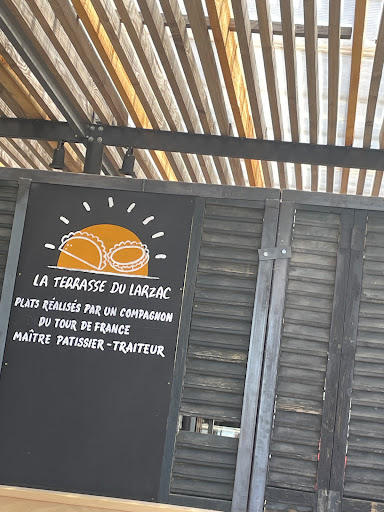 LA TERRASSE DU LARZAC
PLATS RÉALISÉS PAR UN COMPAGNON
DU TOUR DE FRANCE
MAÎTRE PATISSIER-TRAITEUR